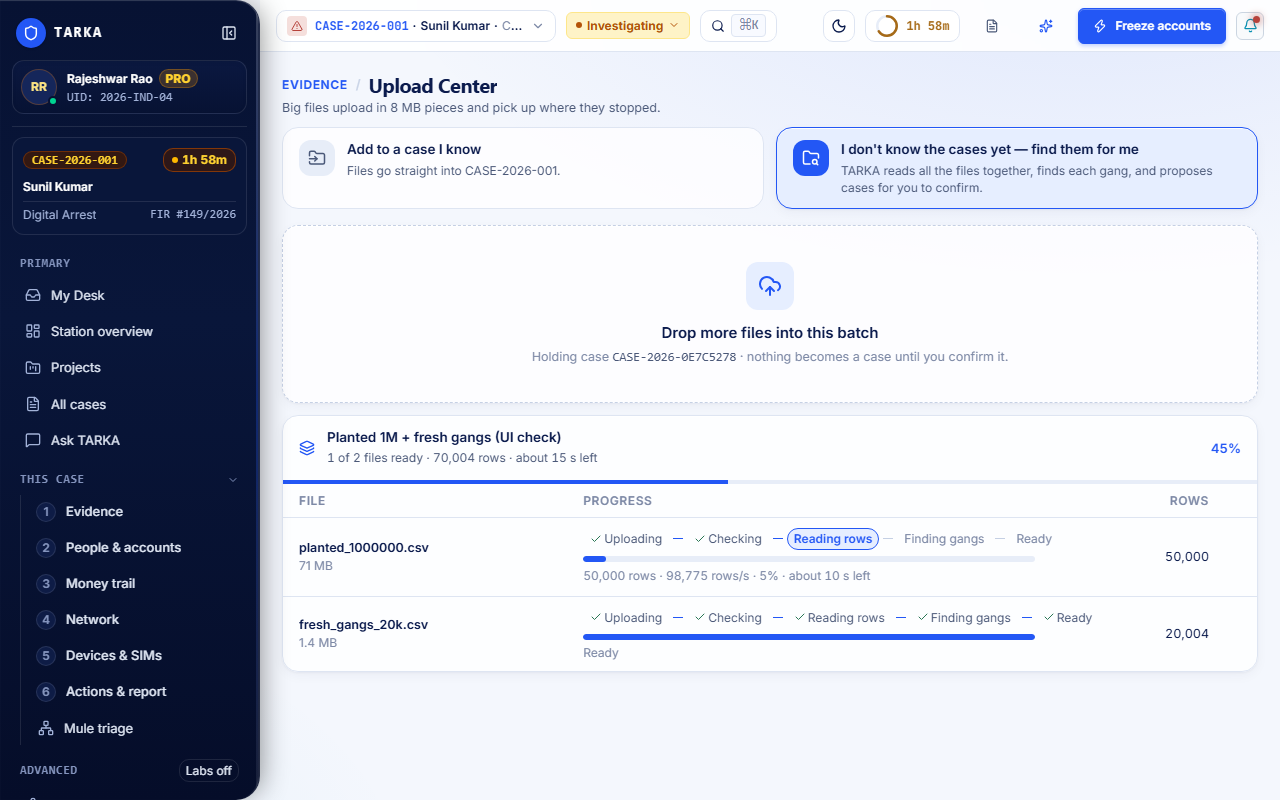 TARKA
RR
Rajeshwar Rao PRO
UID: 2026-IND-04
CASE-2026-001
1h 58m
Sunil Kumar
Digital Arrest
FIR #149/2026
PRIMARY
My Desk
Station overview
Projects
All cases
Ask TARKA
THIS CASE
1 Evidence
2 People & accounts
3 Money trail
4 Network
5 Devices & SIMs
6 Actions & report
Mule triage
ADVANCED
Labs off
CASE-2026-001 · Sunil Kumar · C...
Investigating
⌘K
1h 58m
Freeze accounts
EVIDENCE / Upload Center
Big files upload in 8 MB pieces and pick up where they stopped.
Add to a case I know
Files go straight into CASE-2026-001.
I don't know the cases yet — find them for me
TARKA reads all the files together, finds each gang, and proposes
cases for you to confirm.
Drop more files into this batch
Holding case CASE-2026-0E7C5278 · nothing becomes a case until you confirm it.
Planted 1M + fresh gangs (UI check)
1 of 2 files ready · 70,004 rows · about 15 s left
45%
FILE PROGRESS ROWS
planted_1000000.csv
71 MB
Uploading — Checking — Reading rows — Finding gangs — Ready
50,000 rows · 98,775 rows/s · 5% · about 10 s left
50,000
fresh_gangs_20k.csv
1.4 MB
Uploading — Checking — Reading rows — Finding gangs — Ready
Ready
20,004